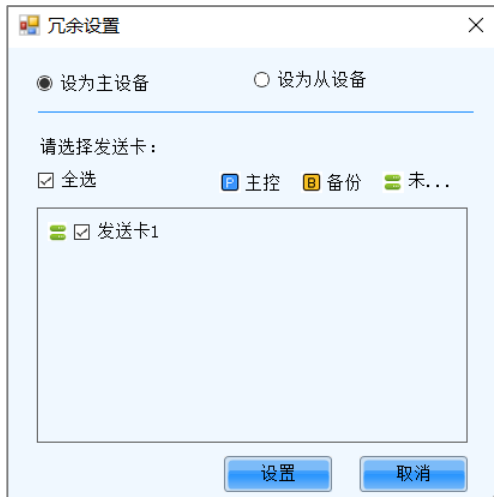 冗余设置
设为主设备 设为从设备
请选择发送卡：
全选 P 主控 B 备份 未...
发送卡1
设置 取消